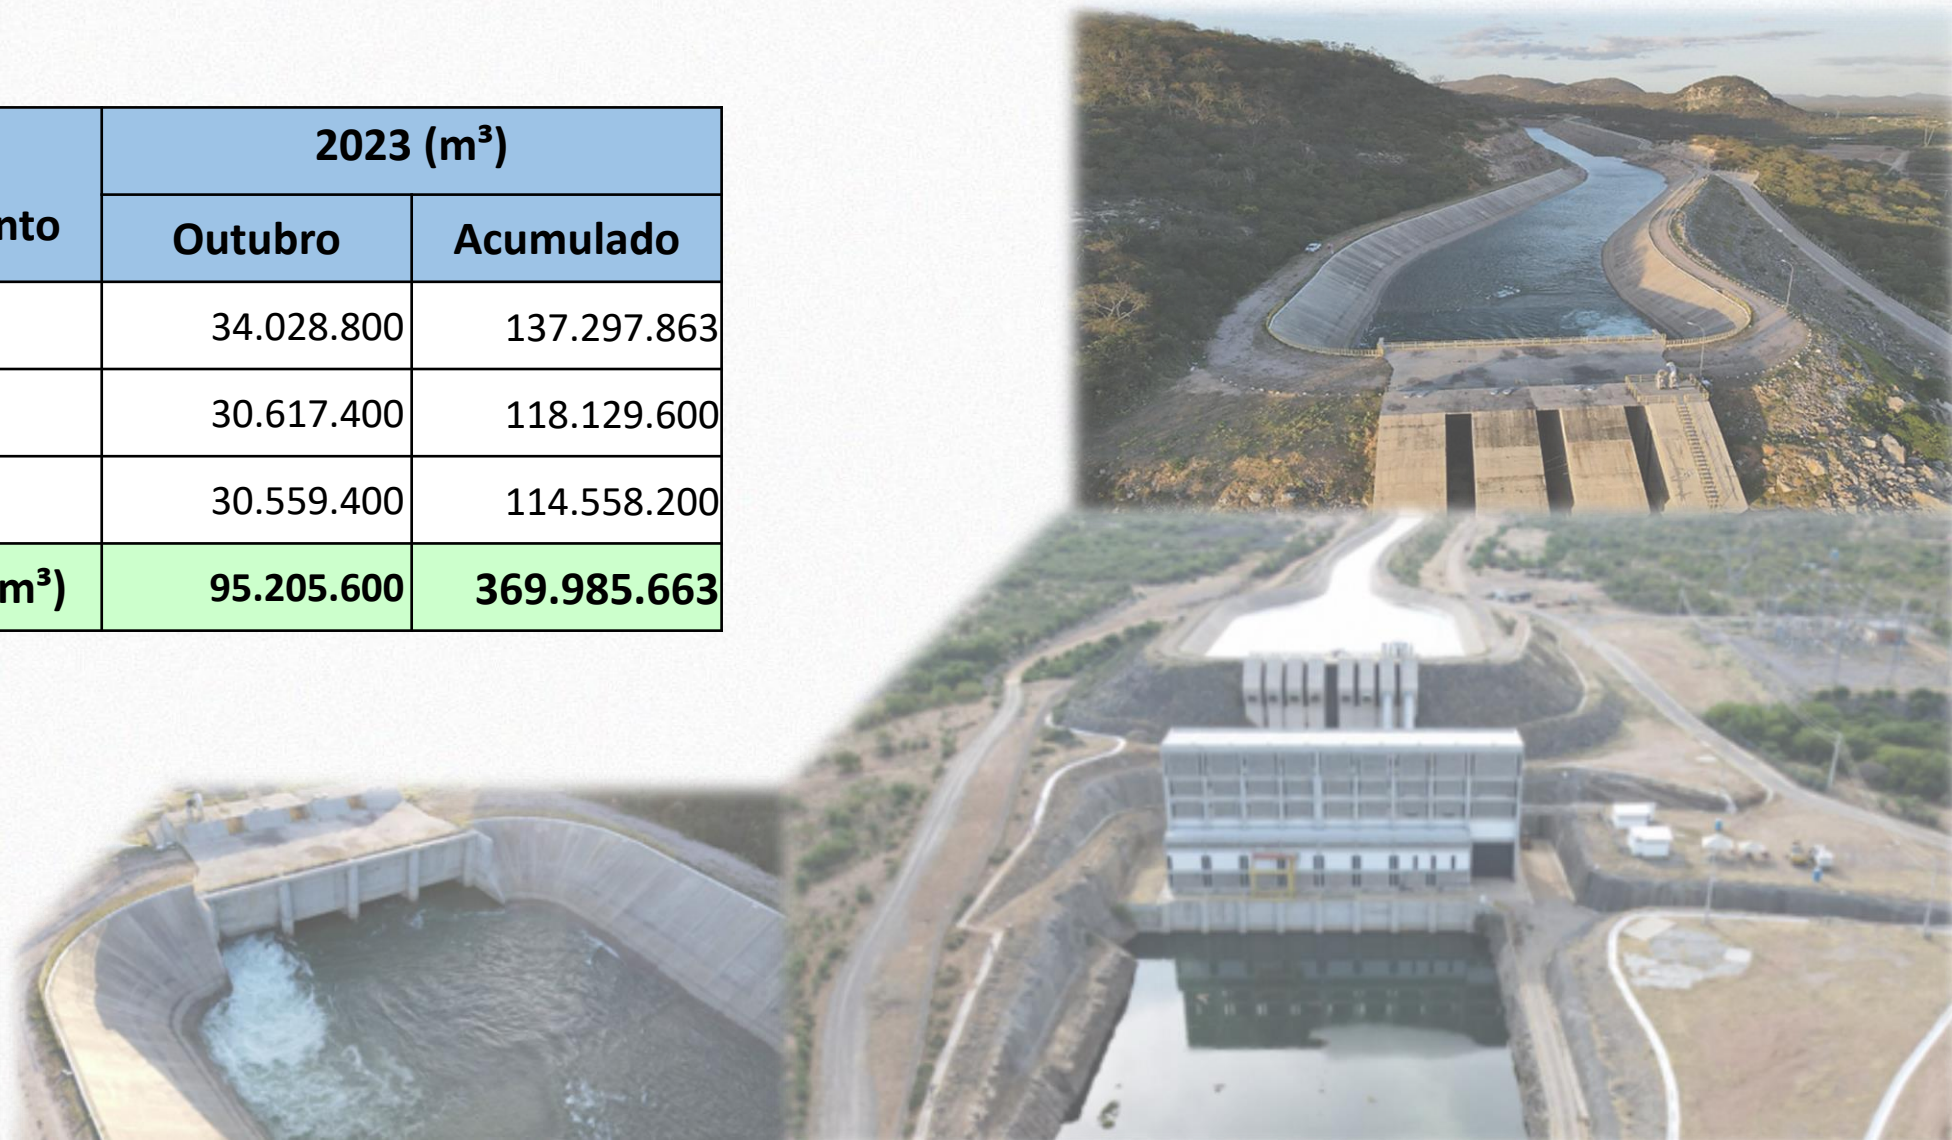 2023 (m³)
nto
Outubro Acumulado
34.028.800 137.297.863
30.617.400 118.129.600
30.559.400 114.558.200
m³) 95.205.600 369.985.663